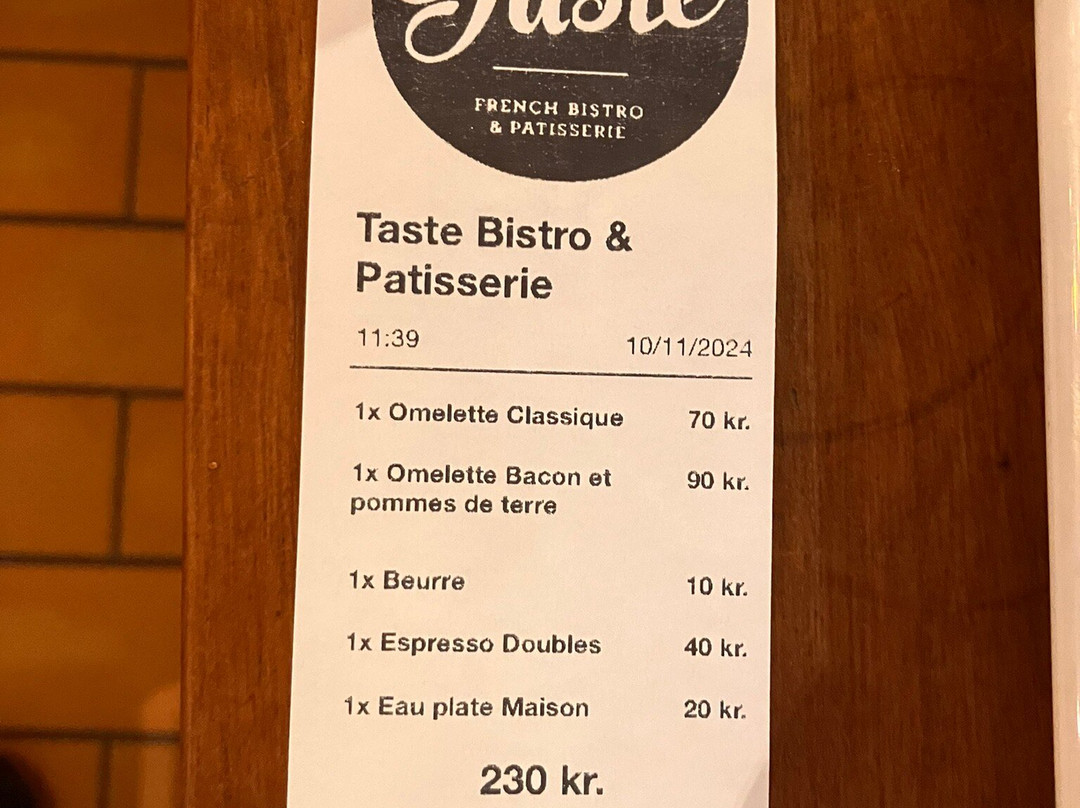 Taste
FRENCH BISTRO
& PATISSERIE
Taste Bistro &
Patisserie
11:39 10/11/2024
1x Omelette Classique 70 kr.
1x Omelette Bacon et 90 kr.
pommes de terre
1x Beurre 10 kr.
1x Espresso Doubles 40 kr.
1x Eau plate Maison 20 kr.
230 kr.